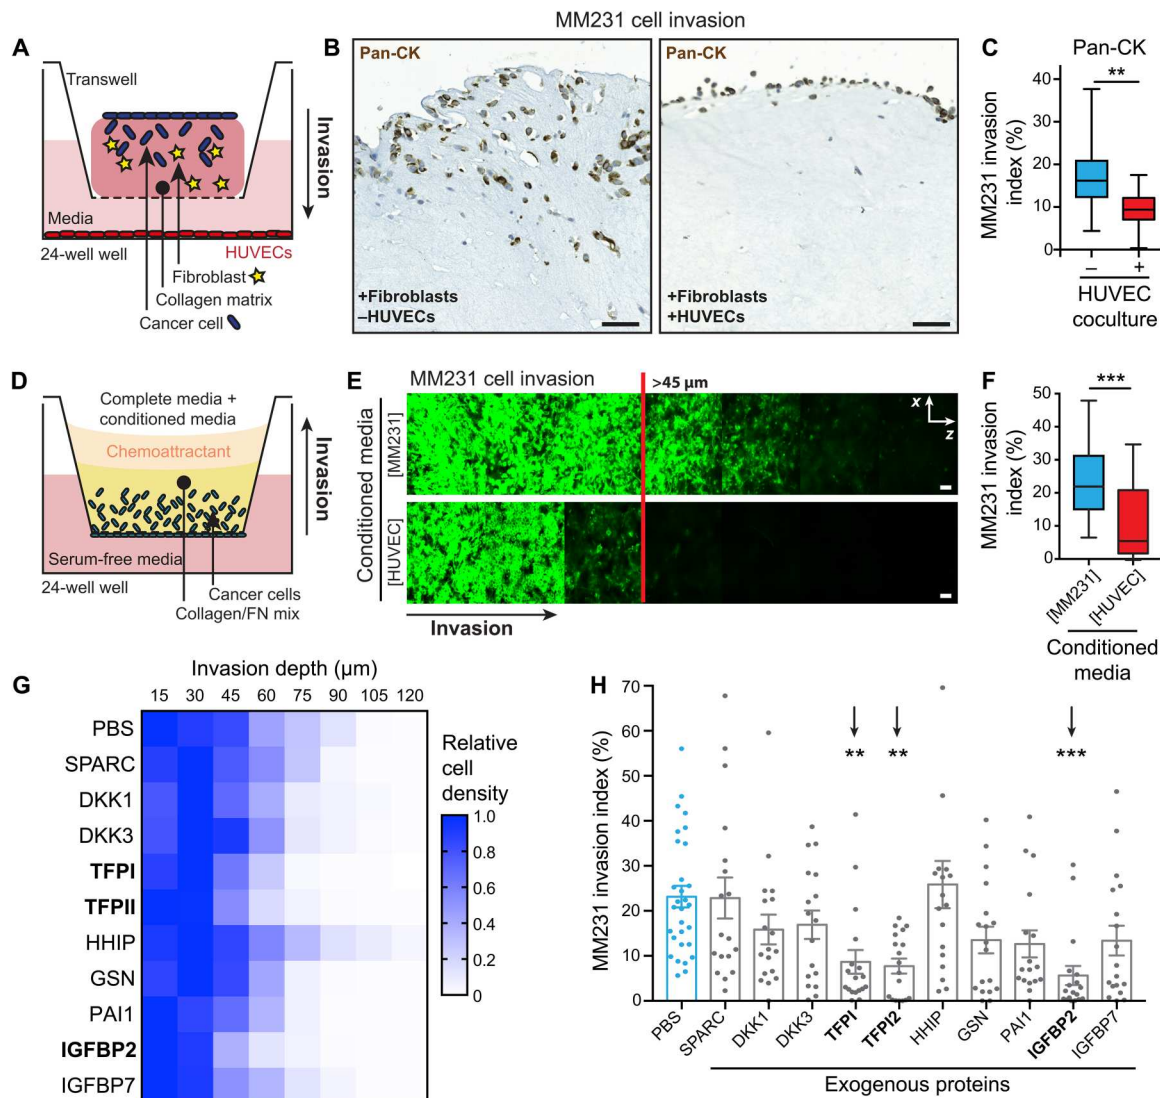 MM231 cell invasion
A
Transwell
Invasion
Media
24-well well
HUVECs
Fibroblast
Collagen matrix
Cancer cell
B
Pan-CK
+Fibroblasts
–HUVECs
Pan-CK
+Fibroblasts
+HUVECs
C
Pan-CK
**
MM231 invasion
index (%)
40
30
20
10
0
– +
HUVEC
coculture
D
Complete media +
conditioned media
Chemoattractant
Invasion
Serum-free media
24-well well
Cancer cells
Collagen/FN mix
E
MM231 cell invasion
>45 µm
x
z
Conditioned media
[MM231]
[HUVEC]
Invasion
F
***
MM231 invasion
index (%)
50
40
30
20
10
0
[MM231]
[HUVEC]
Conditioned
media
G
Invasion depth (µm)
15 30 45 60 75 90 105 120
PBS
SPARC
DKK1
DKK3
TFPI
TFPII
HHIP
GSN
PAI1
IGFBP2
IGFBP7
Relative
cell
density
1.0
0.8
0.6
0.4
0.2
0
H
MM231 invasion index (%)
70
60
50
40
30
20
10
0
** ** ***
PBS
SPARC
DKK1
DKK3
TFPI
TFPI2
HHIP
GSN
PAI1
IGFBP2
IGFBP7
Exogenous proteins